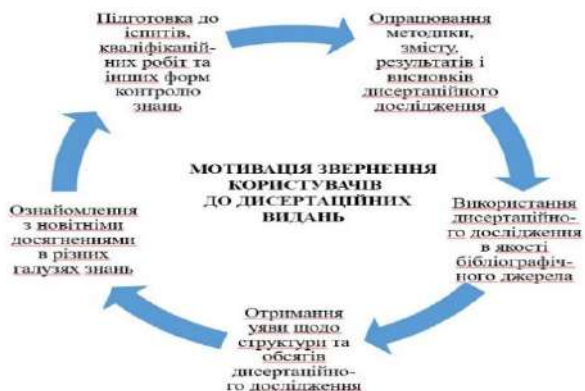 Підготовка до
іспитів,
кваліфікацій-
них робіт та
інших форм
контролю
знань
Опрацювання
методики,
змісту,
результатів і
висновків
дисертаційного
дослідження
МОТИВАЦІЯ ЗВЕРНЕННЯ
КОРИСТУВАЧІВ
ДО ДИСЕРТАЦІЙНИХ
ВИДАНЬ
Використання
дисертаційно-
го дослідження
в якості
бібліографіч-
ного джерела
Отримання
уяви щодо
структури та
обсягів
дисертаційно-
го дослідження
Ознайомлення
з новітніми
досягненнями
в різних
галузях знань